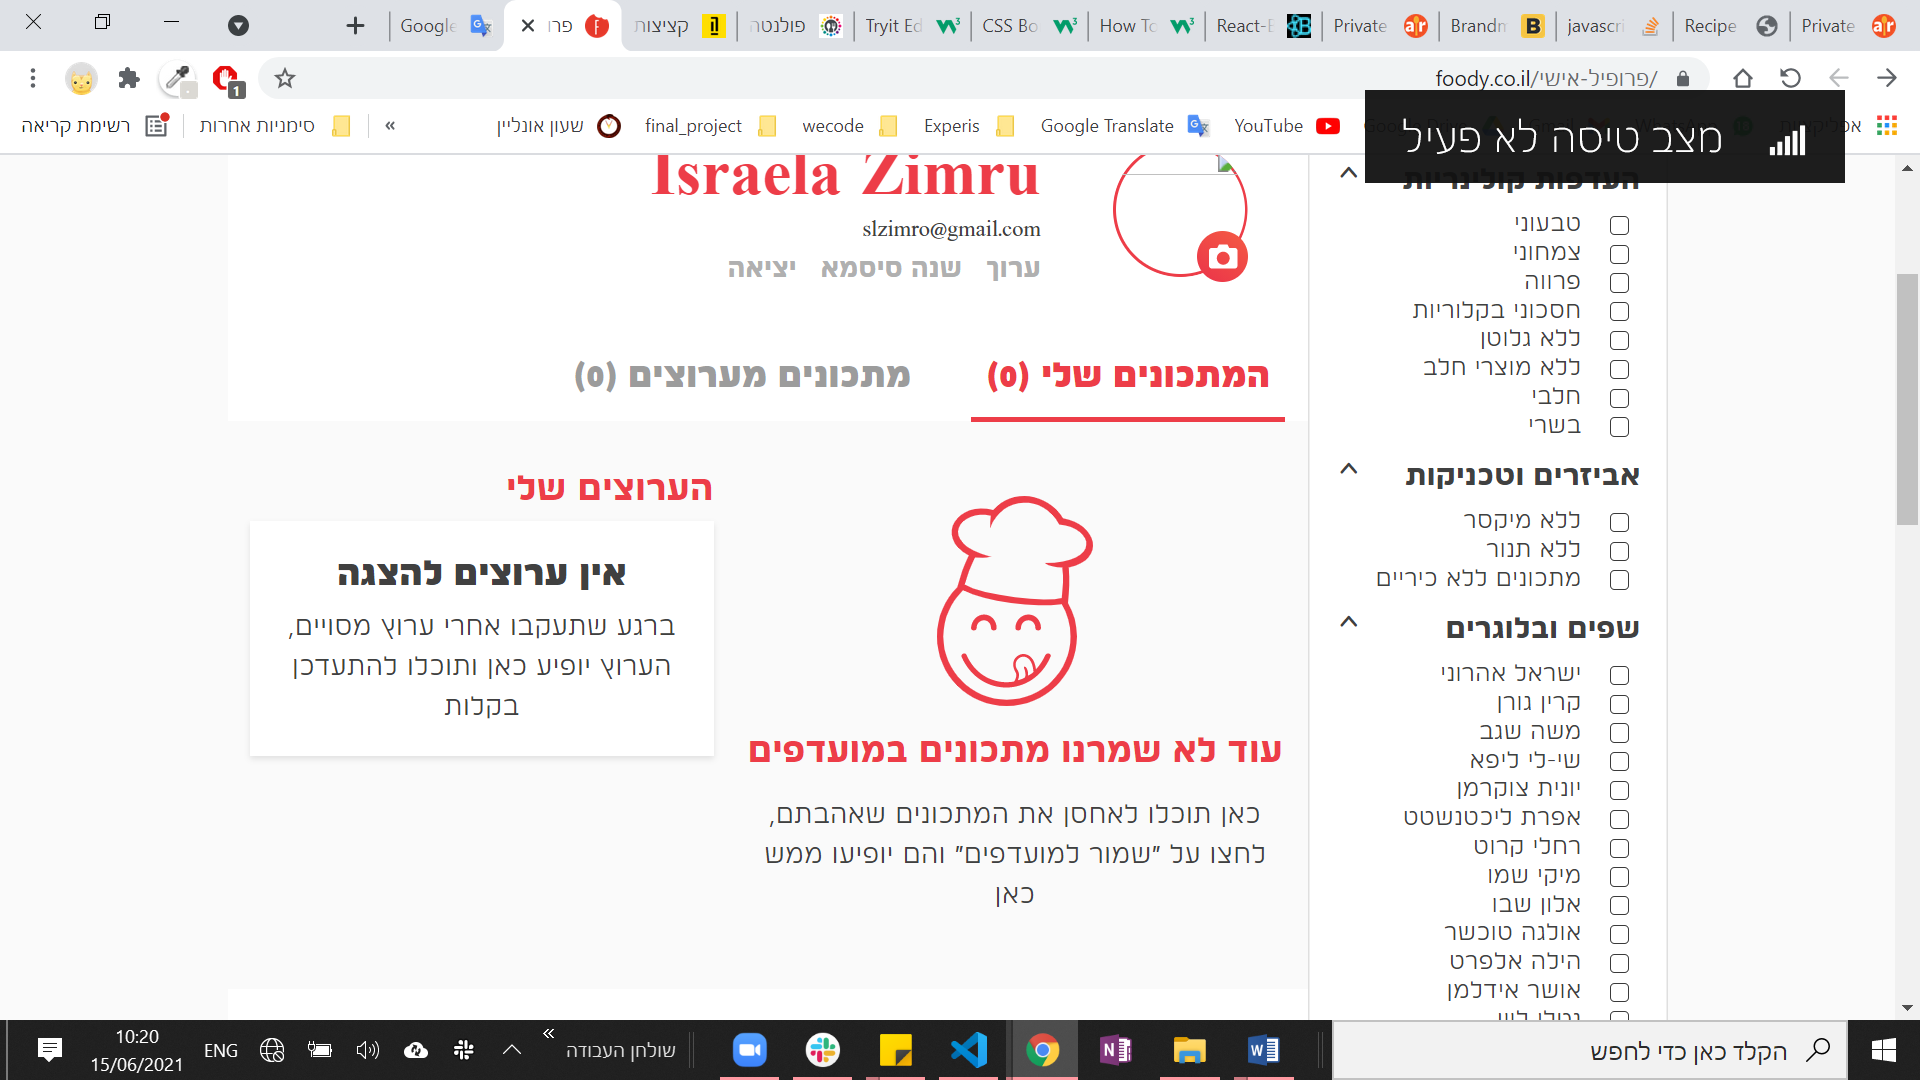 Google
פרו
קציצות
פולנטה
Tryit Ed
CSS Bo
How To
React-B
Private
Brandm
javascri
Recipe
Private
foody.co.il/פרופיל-אישי/
1
רשימת קריאה
סימניות אחרות
«
שעון אונליין
final_project
wecode
Experis
Google Translate
YouTube
מצב טיסה לא פעיל
Israela Zimru
slzimro@gmail.com
ערוך שנה סיסמא יציאה
המתכונים שלי (0)
מתכונים מערוצים (0)
הערוצים שלי
אין ערוצים להצגה
ברגע שתעקבו אחרי ערוץ מסויים,
הערוץ יופיע כאן ותוכלו להתעדכן
בקלות
עוד לא שמרנו מתכונים במועדפים
כאן תוכלו לאחסן את המתכונים שאהבתם,
לחצו על "שמור למועדפים" והם יופיעו ממש
כאן
העדפות קולינריות
טבעוני
צמחוני
פרווה
חסכוני בקלוריות
ללא גלוטן
ללא מוצרי חלב
חלבי
בשרי
אביזרים וטכניקות
ללא מיקסר
ללא תנור
מתכונים ללא כיריים
שפים ובלוגרים
ישראל אהרוני
קרין גורן
משה שגב
שי-לי ליפא
יונית צוקרמן
אפרת ליכטנשטט
רחלי קרוט
מיקי שמו
אלון שבו
אולגה טוכשר
הילה אלפרט
אושר אידלמן
הקלד כאן כדי לחפש
שולחן העבודה
«
ENG
10:20
15/06/2021